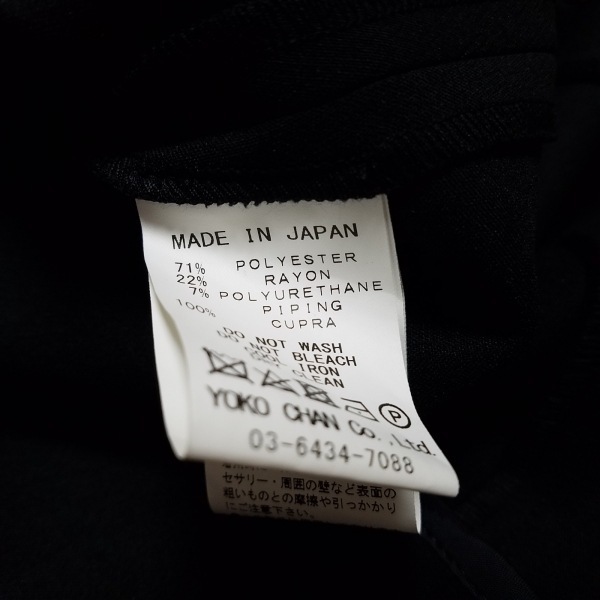 MADE IN JAPAN
71% POLYESTER
22% RAYON
7% POLYURETHANE
PIPING
100% CUPRA
DO NOT WASH
DO NOT BLEACH
COOL IRON
CLEAN
P
YOKO CHAN Co.,Ltd.
03-6434-7088
セサリー・周囲の壁など表面の
粗いものとの摩擦や引っかかり
にご注意下さい。